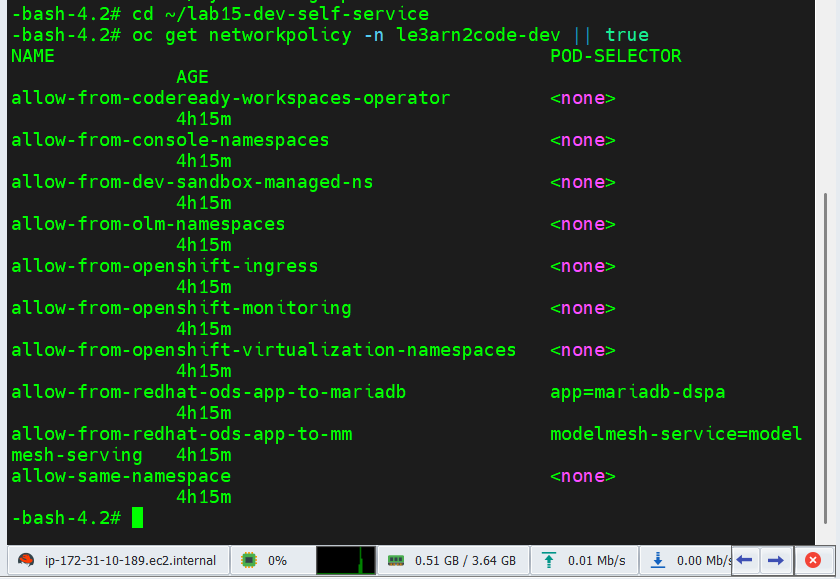 -bash-4.2# cd ~/lab15-dev-self-service
-bash-4.2# oc get networkpolicy -n le3arn2code-dev || true
NAME POD-SELECTOR
AGE
allow-from-codeready-workspaces-operator <none>
4h15m
allow-from-console-namespaces <none>
4h15m
allow-from-dev-sandbox-managed-ns <none>
4h15m
allow-from-olm-namespaces <none>
4h15m
allow-from-openshift-ingress <none>
4h15m
allow-from-openshift-monitoring <none>
4h15m
allow-from-openshift-virtualization-namespaces <none>
4h15m
allow-from-redhat-ods-app-to-mariadb app=mariadb-dspa
4h15m
allow-from-redhat-ods-app-to-mm modelmesh-service=model
mesh-serving 4h15m
allow-same-namespace <none>
4h15m
-bash-4.2#
ip-172-31-10-189.ec2.internal 0% 0.51 GB / 3.64 GB 0.01 Mb/s 0.00 Mb/s